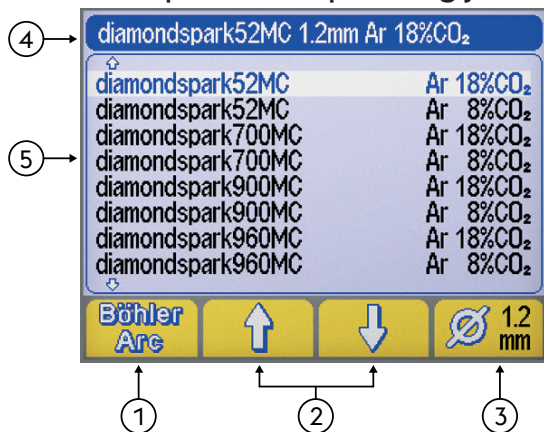 diamondspark52MC 1.2mm Ar 18%CO₂
diamondspark52MC Ar 18%CO₂
diamondspark52MC Ar 8%CO₂
diamondspark700MC Ar 18%CO₂
diamondspark700MC Ar 8%CO₂
diamondspark900MC Ar 18%CO₂
diamondspark900MC Ar 8%CO₂
diamondspark960MC Ar 18%CO₂
diamondspark960MC Ar 8%CO₂
Böhler Arc
1.2 mm
4
5
1
2
3